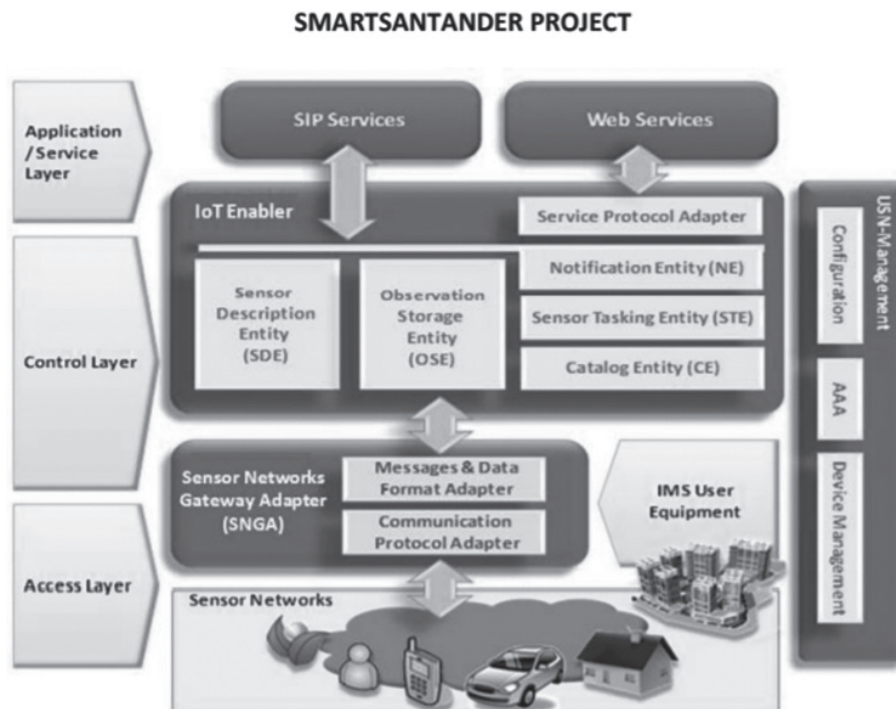 SMARTSANTANDER PROJECT
Application
/ Service
Layer
SIP Services
Web Services
IoT Enabler
Service Protocol Adapter
Notification Entity (NE)
Sensor
Description
Entity
(SDE)
Observation
Storage
Entity
(OSE)
Sensor Tasking Entity (STE)
Catalog Entity (CE)
Control Layer
Sensor Networks
Gateway Adapter
(SNGA)
Messages & Data
Format Adapter
Communication
Protocol Adapter
IMS User
Equipment
Access Layer
Sensor Networks
USN-Management
Configuration
AAA
Device Management